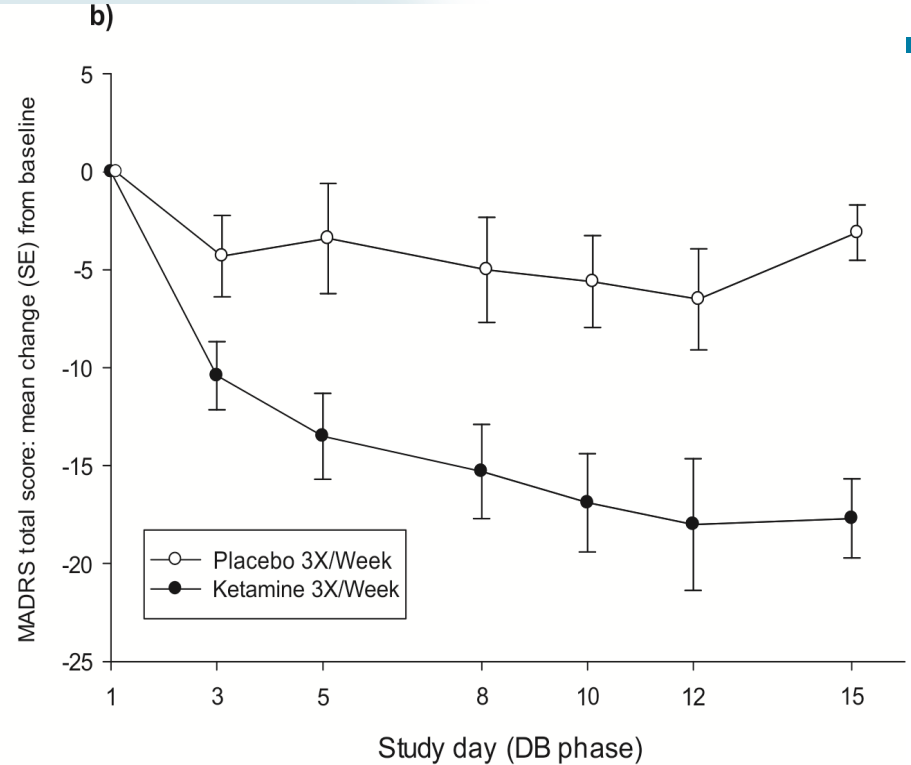 b)
MADRS total score: mean change (SE) from baseline
5
0
-5
-10
-15
-20
-25
Placebo 3X/Week
Ketamine 3X/Week
1 3 5 8 10 12 15
Study day (DB phase)